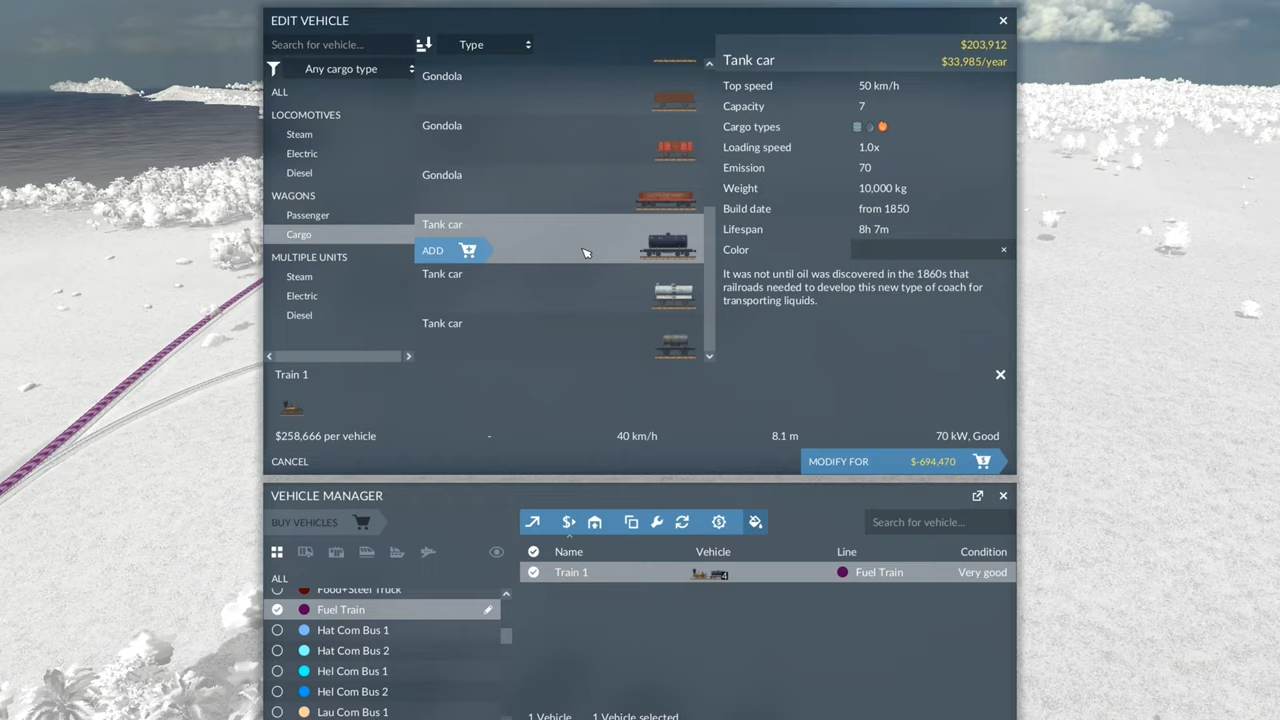 EDIT VEHICLE
Search for vehicle...
Type
Any cargo type
ALL
LOCOMOTIVES
Steam
Electric
Diesel
WAGONS
Passenger
Cargo
MULTIPLE UNITS
Steam
Electric
Diesel
Gondola
Gondola
Gondola
Tank car
ADD
Tank car
Tank car
$203,912
Tank car
$33,985/year
Top speed 50 km/h
Capacity 7
Cargo types
Loading speed 1.0x
Emission 70
Weight 10,000 kg
Build date from 1850
Lifespan 8h 7m
Color
It was not until oil was discovered in the 1860s that
railroads needed to develop this new type of coach for
transporting liquids.
Train 1
$258,666 per vehicle - 40 km/h 8.1 m 70 kW, Good
CANCEL
MODIFY FOR $-694,470
VEHICLE MANAGER
BUY VEHICLES
Search for vehicle...
ALL
Food+Steel Truck
Fuel Train
Hat Com Bus 1
Hat Com Bus 2
Hel Com Bus 1
Hel Com Bus 2
Lau Com Bus 1
Name Vehicle Line Condition
Train 1 4 Fuel Train Very good
1 Vehicle 1 Vehicle selected